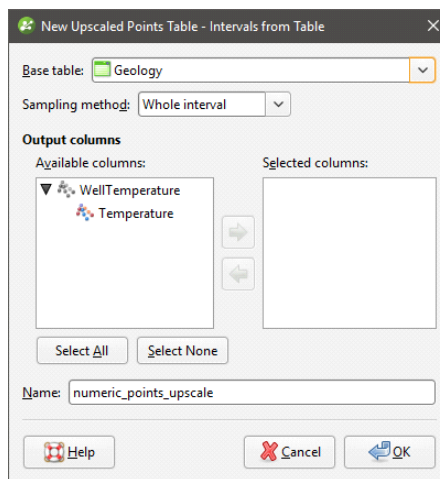 New Upscaled Points Table - Intervals from Table
Base table: Geology
Sampling method: Whole interval
Output columns
Available columns: Selected columns:
WellTemperature
Temperature
Select All Select None
Name: numeric_points_upscale
Help Cancel OK